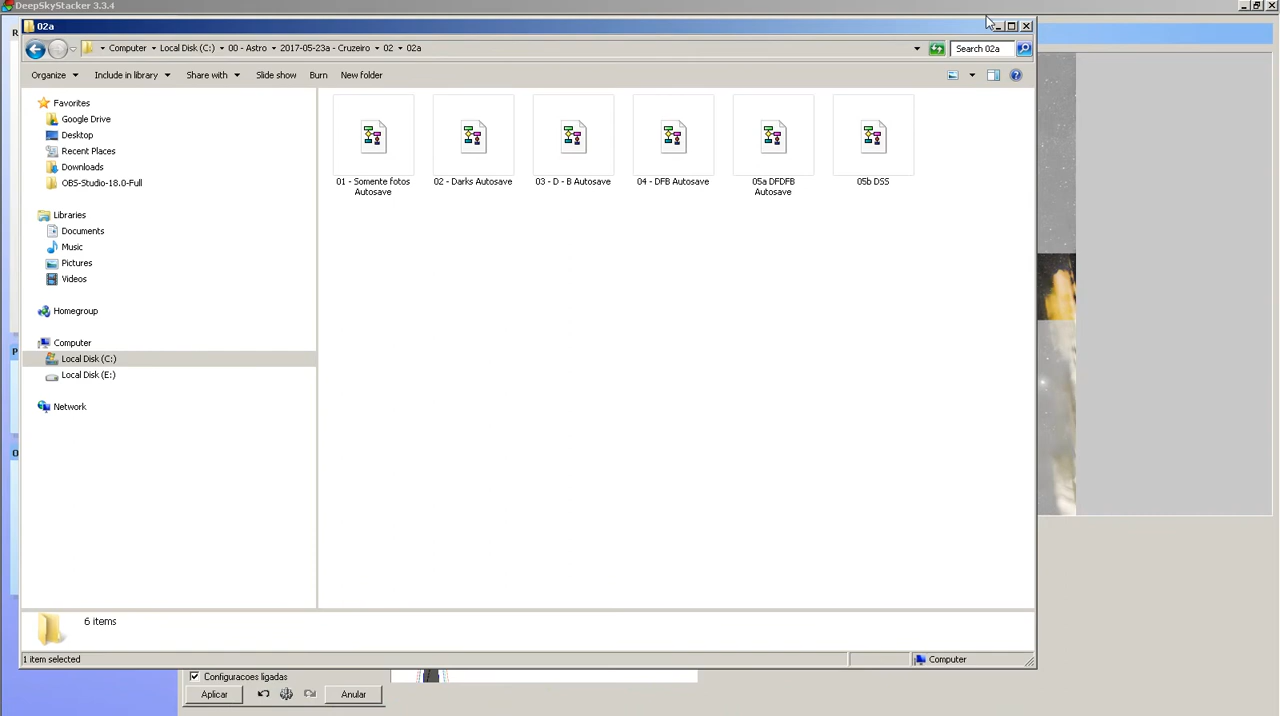 DeepSkyStacker 3.3.4
02a
Computer Local Disk (C:) 00 - Astro 2017-05-23a - Cruzeiro 02 02a
Search 02a
Organize Include in library Share with Slide show Burn New folder
Favorites
Google Drive
Desktop
Recent Places
Downloads
OBS-Studio-18.0-Full
Libraries
Documents
Music
Pictures
Videos
Homegroup
Computer
Local Disk (C:)
Local Disk (E:)
Network
01 - Somente fotos
Autosave
02 - Darks Autosave
03 - D - B Autosave
04 - DFB Autosave
05a DFDFB
Autosave
05b DSS
6 items
1 item selected
Computer
Configuracoes ligadas
Aplicar
Anular